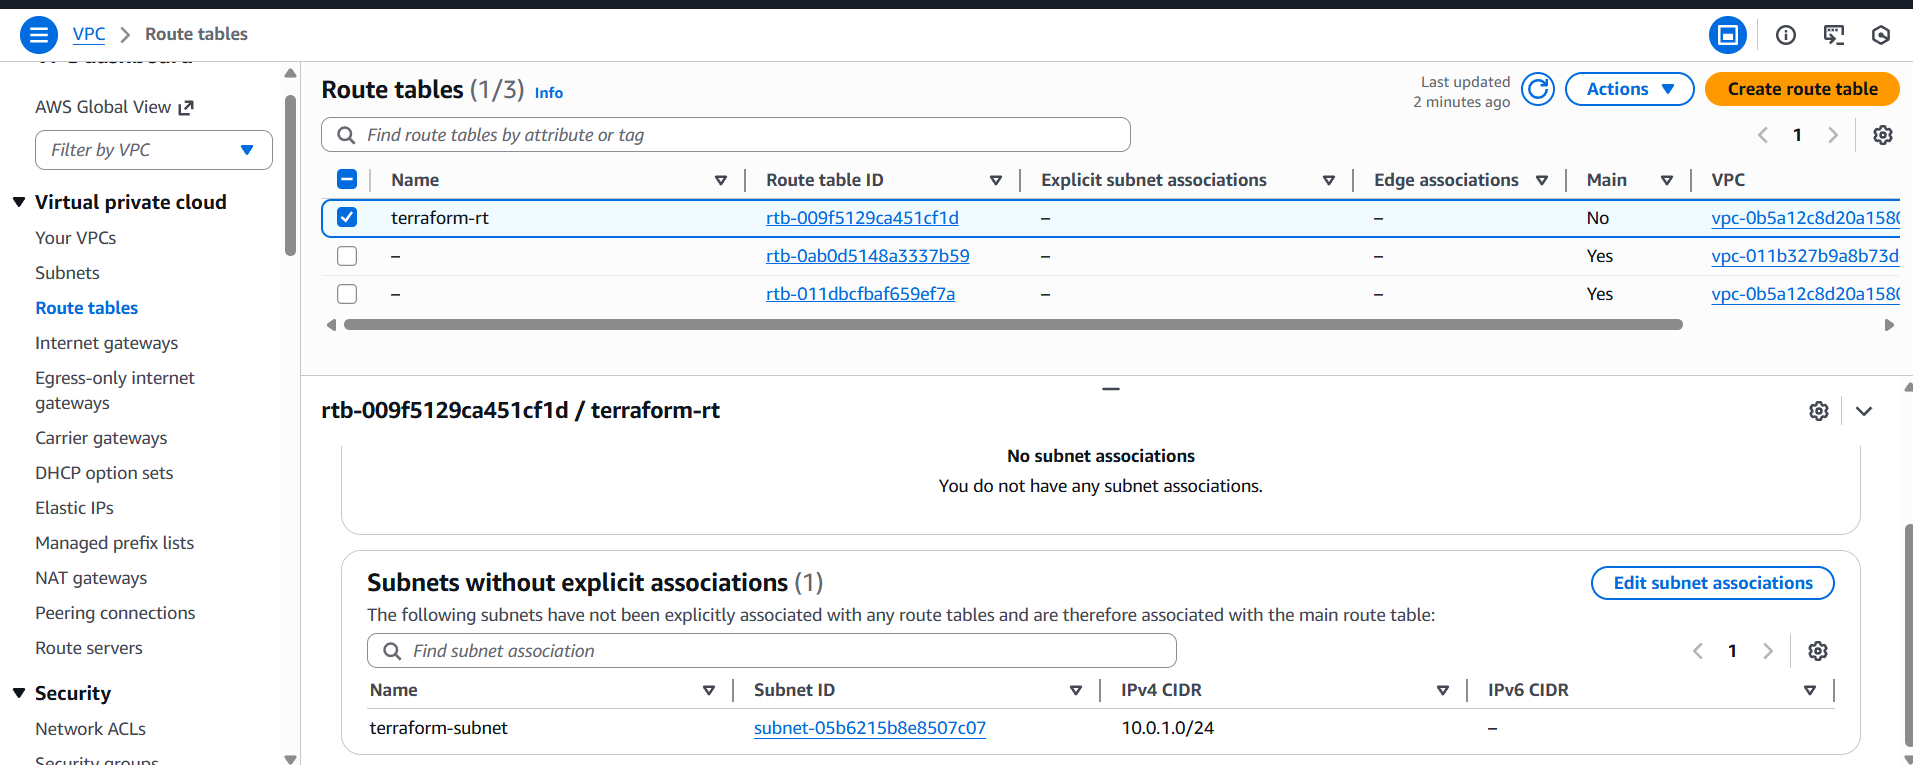 VPC > Route tables
AWS Global View
Filter by VPC
Virtual private cloud
Your VPCs
Subnets
Route tables
Internet gateways
Egress-only internet
gateways
Carrier gateways
DHCP option sets
Elastic IPs
Managed prefix lists
NAT gateways
Peering connections
Route servers
Security
Network ACLs
Security groups
Route tables (1/3) Info
Last updated
2 minutes ago
Actions
Create route table
Find route tables by attribute or tag
1
Name Route table ID Explicit subnet associations Edge associations Main VPC
terraform-rt rtb-009f5129ca451cf1d – – No vpc-0b5a12c8d20a1580
– rtb-0ab0d5148a3337b59 – – Yes vpc-011b327b9a8b73d
– rtb-011dbcfbaf659ef7a – – Yes vpc-0b5a12c8d20a1580
rtb-009f5129ca451cf1d / terraform-rt
No subnet associations
You do not have any subnet associations.
Subnets without explicit associations (1)
Edit subnet associations
The following subnets have not been explicitly associated with any route tables and are therefore associated with the main route table:
Find subnet association
1
Name Subnet ID IPv4 CIDR IPv6 CIDR
terraform-subnet subnet-05b6215b8e8507c07 10.0.1.0/24 –